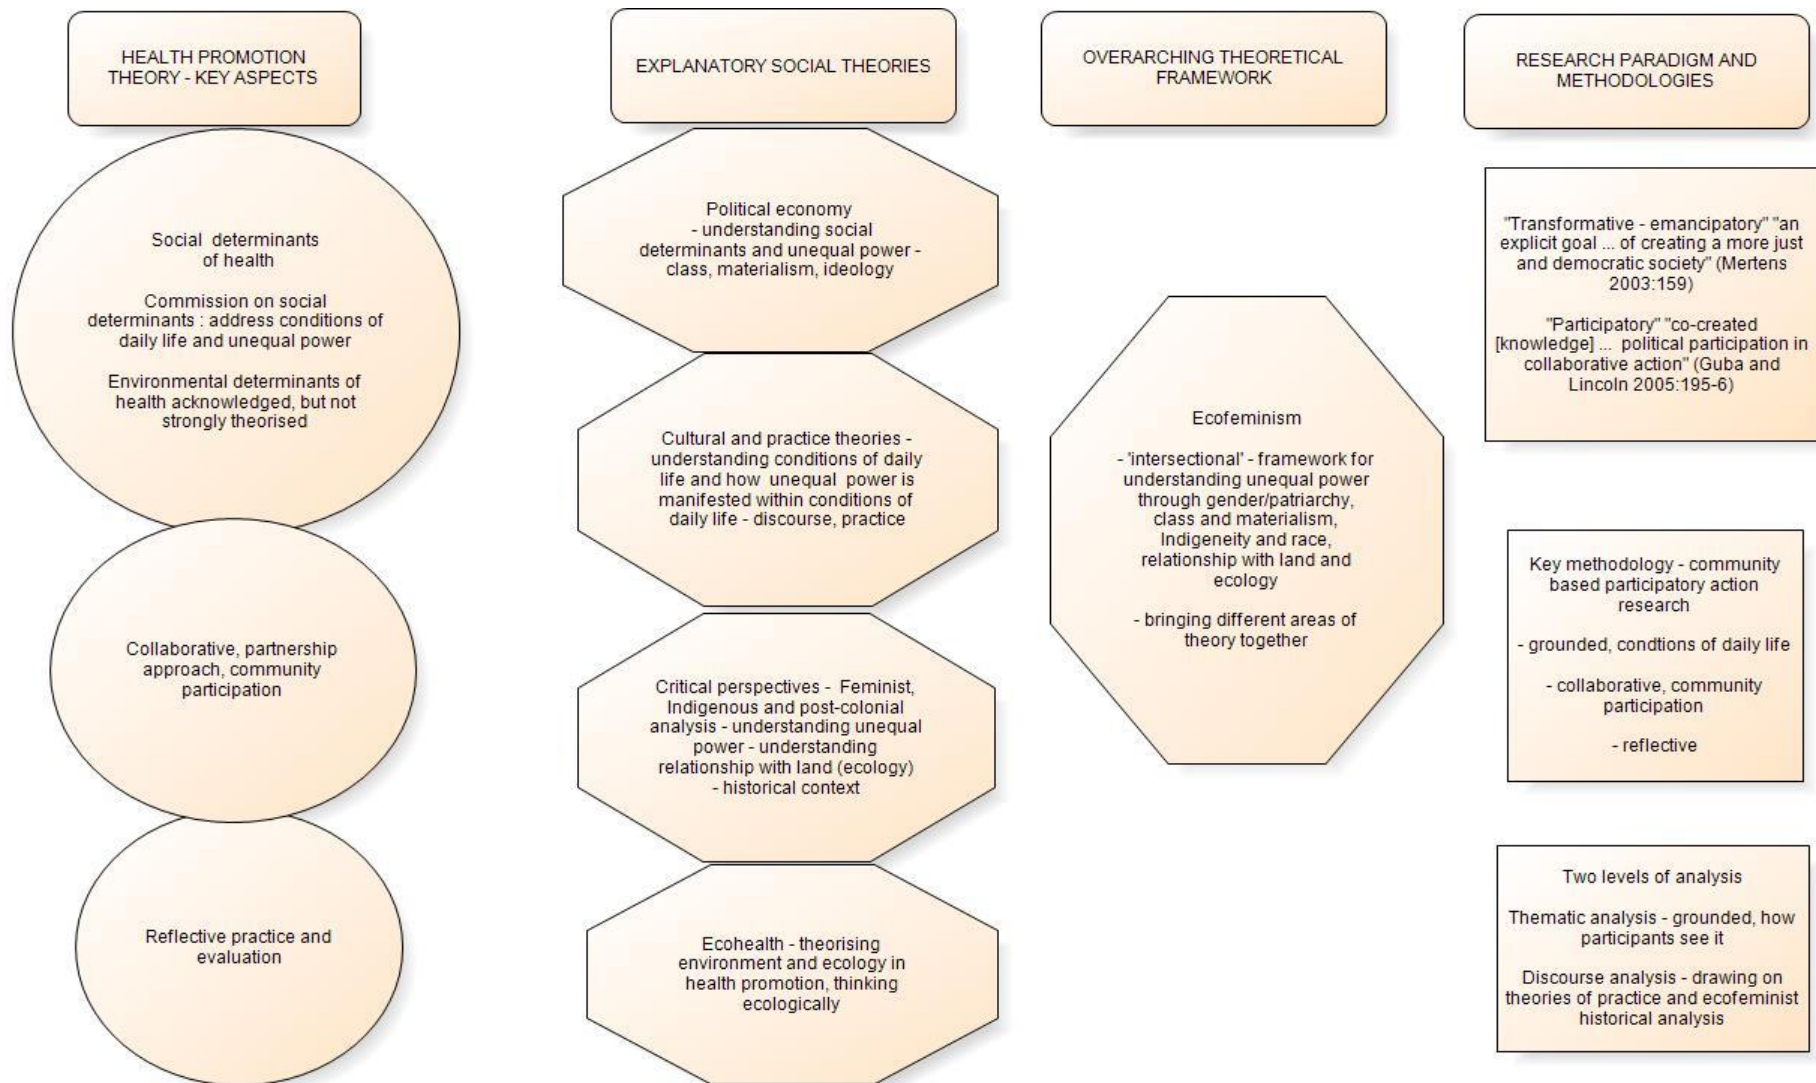 HEALTH PROMOTION
THEORY - KEY ASPECTS
Social determinants
of health
Commission on social
determinants : address conditions of
daily life and unequal power
Environmental determinants of
health acknowledged, but not
strongly theorised
Collaborative, partnership
approach, community
participation
Reflective practice and
evaluation
EXPLANATORY SOCIAL THEORIES
Political economy
- understanding social
determinants and unequal power -
class, materialism, ideology
Cultural and practice theories -
understanding conditions of daily
life and how unequal power is
manifested within conditions of
daily life - discourse, practice
Critical perspectives - Feminist,
Indigenous and post-colonial
analysis - understanding unequal
power - understanding
relationship with land (ecology)
- historical context
Ecohealth - theorising
environment and ecology in
health promotion, thinking
ecologically
OVERARCHING THEORETICAL
FRAMEWORK
Ecofeminism
- 'intersectional' - framework for
understanding unequal power
through gender/patriarchy,
class and materialism,
Indigeneity and race,
relationship with land and
ecology
- bringing different areas of
theory together
RESEARCH PARADIGM AND
METHODOLOGIES
"Transformative - emancipatory" "an
explicit goal ... of creating a more just
and democratic society" (Mertens
2003:159)
"Participatory" "co-created
[knowledge] ... political participation in
collaborative action" (Guba and
Lincoln 2005:195-6)
Key methodology - community
based participatory action
research
- grounded, condtions of daily life
- collaborative, community
participation
- reflective
Two levels of analysis
Thematic analysis - grounded, how
participants see it
Discourse analysis - drawing on
theories of practice and ecofeminist
historical analysis